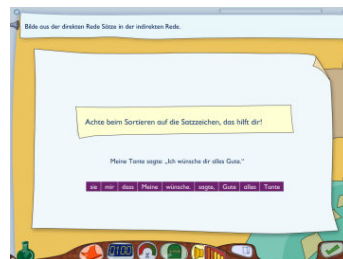 Bilde aus der direkten Rede Sätze in der indirekten Rede.
Achte beim Sortieren auf die Satzzeichen, das hilft dir!
Meine Tante sagte: „Ich wünsche dir alles Gute."
sie mir dass Meine wünsche. sagte, Gute alles Tante
0100